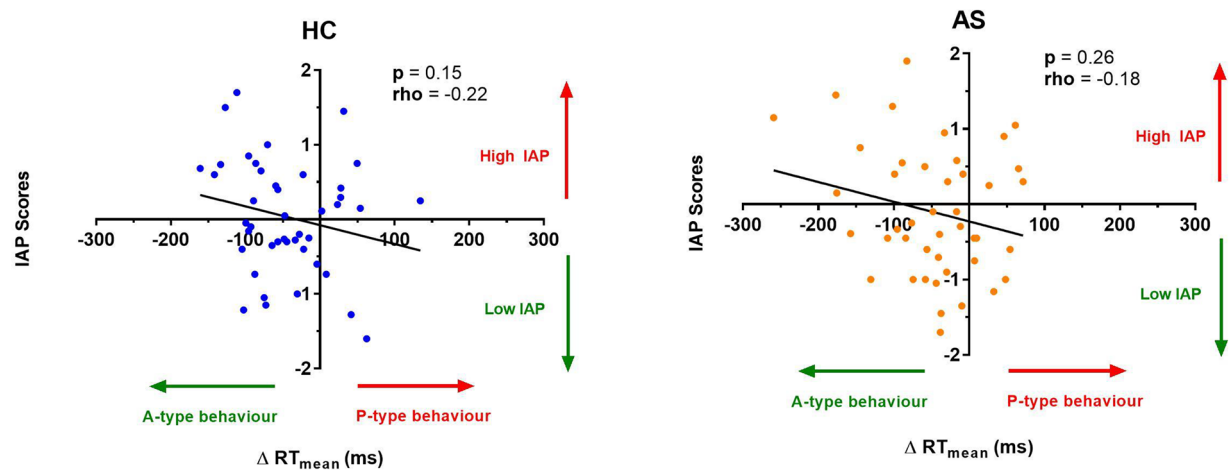 HC
p = 0.15
rho = -0.22
IAP Scores
2
1
-1
-2
-300
-200
-100
0
100
200
300
High IAP
Low IAP
A-type behaviour
P-type behaviour
Δ RTmean (ms)
AS
p = 0.26
rho = -0.18
IAP Scores
2
1
-1
-2
-300
-200
-100
0
100
200
300
High IAP
Low IAP
A-type behaviour
P-type behaviour
Δ RTmean (ms)